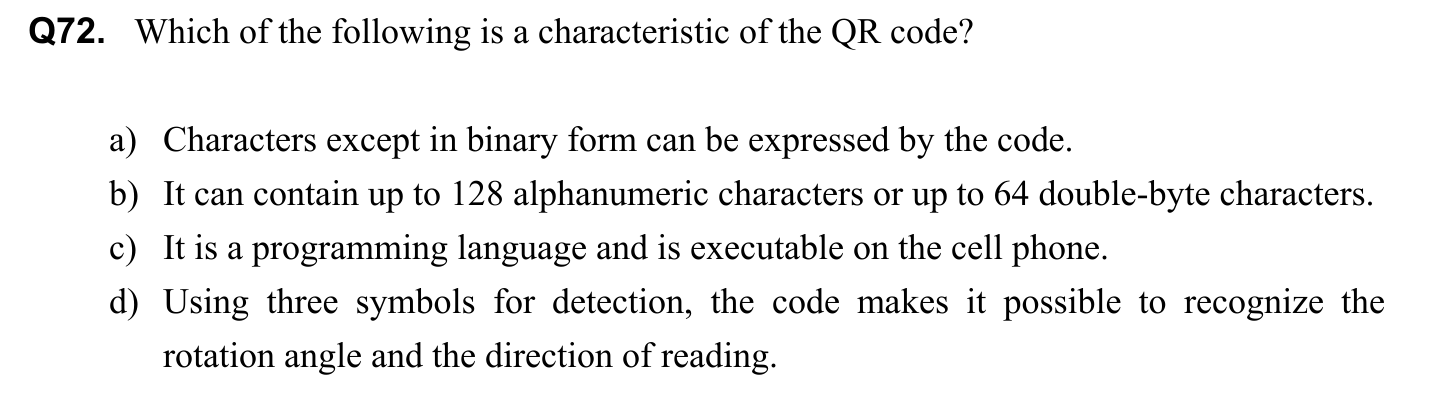 Q72. Which of the following is a characteristic of the QR code?
a) Characters except in binary form can be expressed by the code.
b) It can contain up to 128 alphanumeric characters or up to 64 double-byte characters.
c) It is a programming language and is executable on the cell phone.
d) Using three symbols for detection, the code makes it possible to recognize the
rotation angle and the direction of reading.